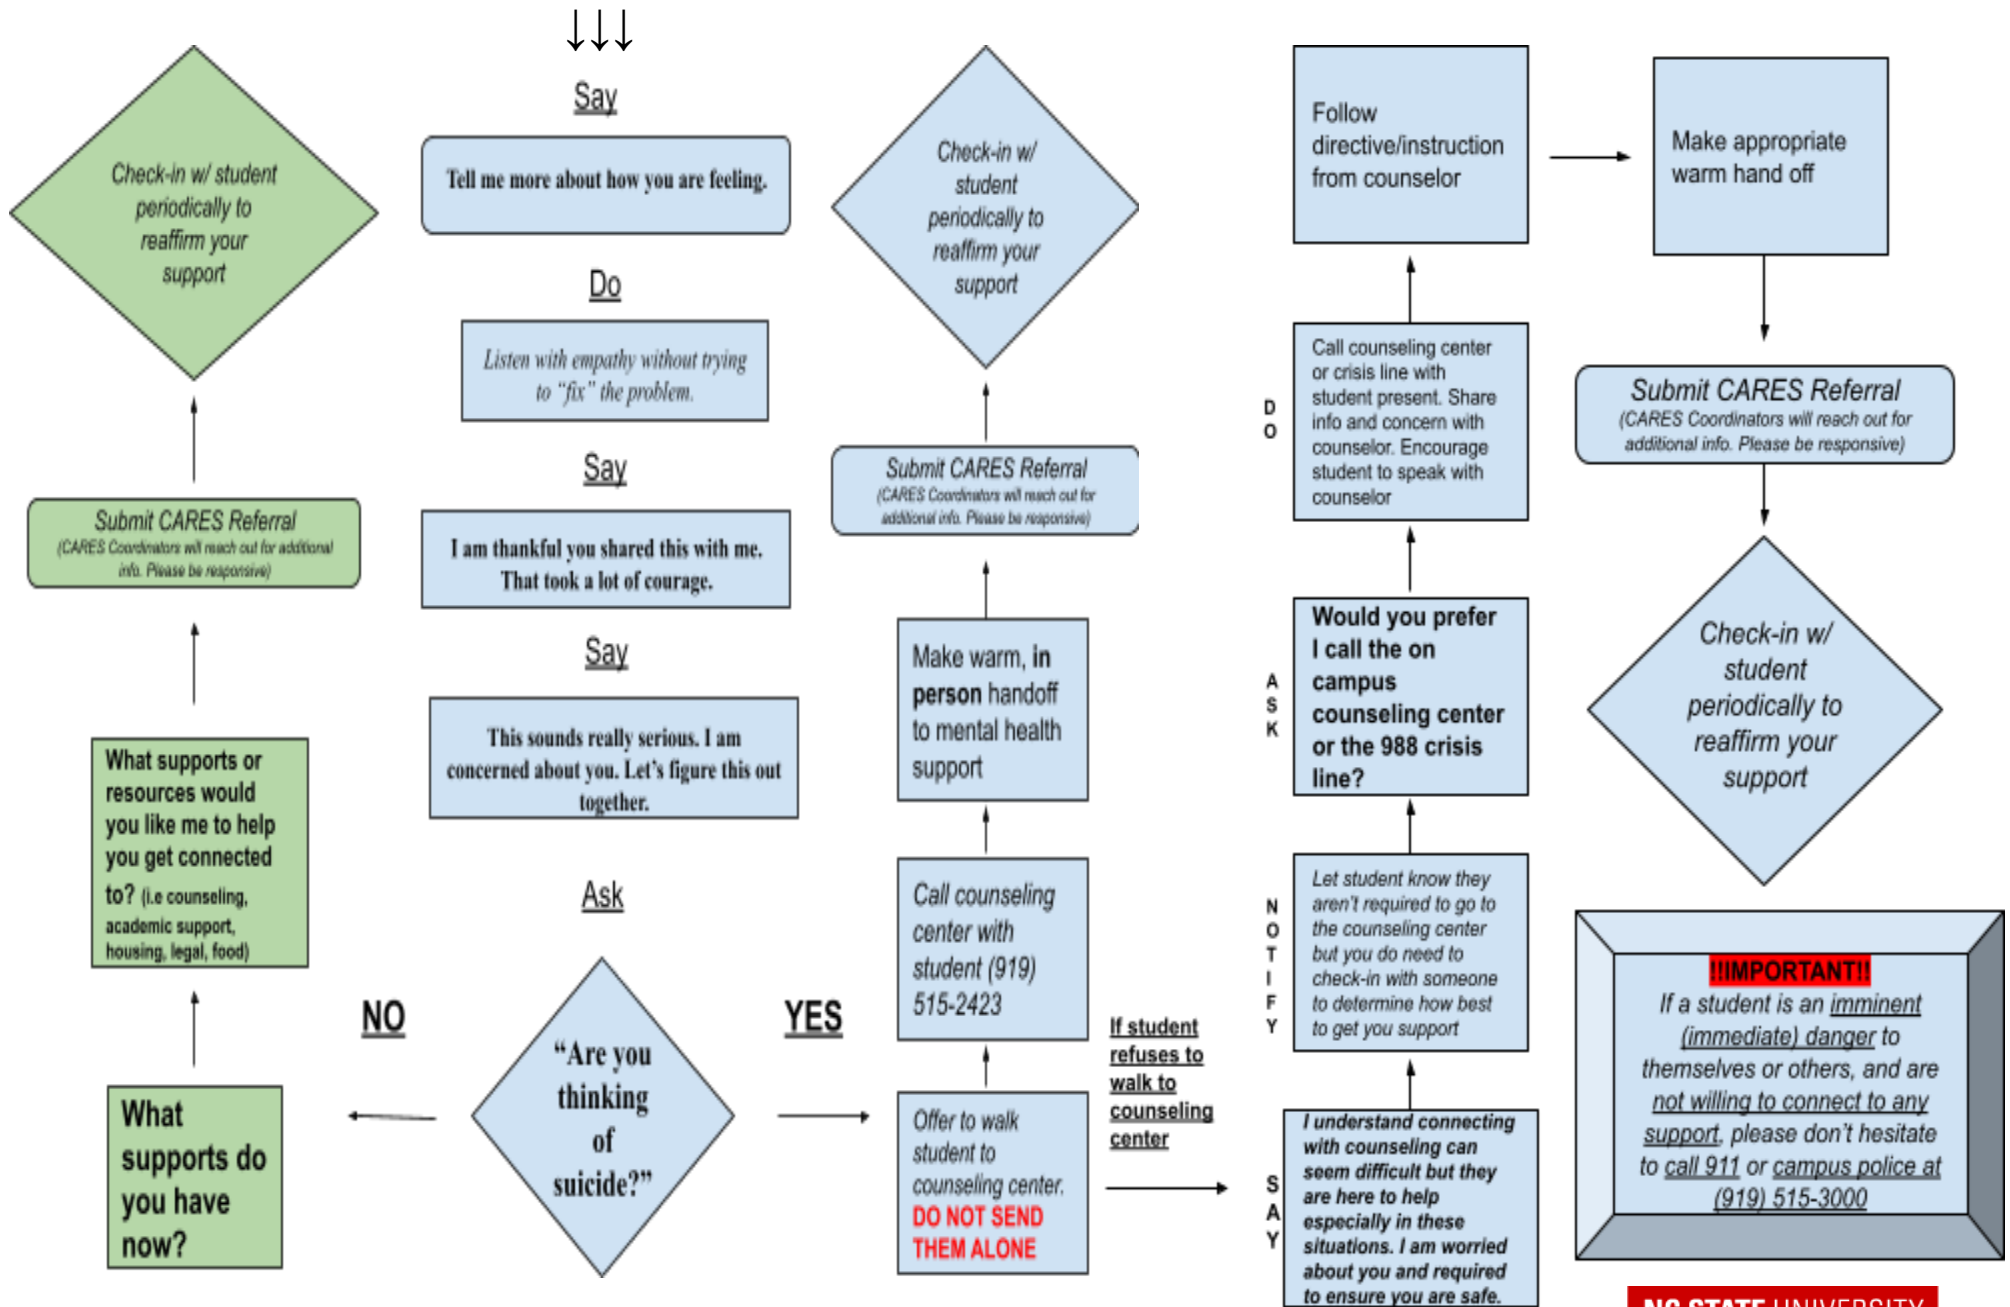 ↓↓↓
Say
Tell me more about how you are feeling.
Do
Listen with empathy without trying
to “fix” the problem.
Say
I am thankful you shared this with me.
That took a lot of courage.
Say
This sounds really serious. I am
concerned about you. Let’s figure this out
together.
Ask
“Are you
thinking
of
suicide?”
NO
What
supports do
you have
now?
What supports or
resources would
you like me to help
you get connected
to? (i.e counseling,
academic support,
housing, legal, food)
Submit CARES Referral
(CARES Coordinators will reach out for additional
info. Please be responsive)
Check-in w/ student
periodically to
reaffirm your
support
YES
Offer to walk
student to
counseling center.
DO NOT SEND
THEM ALONE
Call counseling
center with
student (919)
515-2423
Make warm, in
person handoff
to mental health
support
Submit CARES Referral
(CARES Coordinators will reach out for
additional info. Please be responsive)
Check-in w/
student
periodically to
reaffirm your
support
If student
refuses to
walk to
counseling
center
SAY
I understand connecting
with counseling can
seem difficult but they
are here to help
especially in these
situations. I am worried
about you and required
to ensure you are safe.
NOTIFY
Let student know they
aren’t required to go to
the counseling center
but you do need to
check-in with someone
to determine how best
to get you support
ASK
Would you prefer
I call the on
campus
counseling center
or the 988 crisis
line?
DO
Call counseling center
or crisis line with
student present. Share
info and concern with
counselor. Encourage
student to speak with
counselor
Follow
directive/instruction
from counselor
Make appropriate
warm hand off
Submit CARES Referral
(CARES Coordinators will reach out for
additional info. Please be responsive)
Check-in w/
student
periodically to
reaffirm your
support
!!IMPORTANT!!
If a student is an imminent
(immediate) danger to
themselves or others, and are
not willing to connect to any
support, please don’t hesitate
to call 911 or campus police at
(919) 515-3000
NC STATE UNIVERSITY